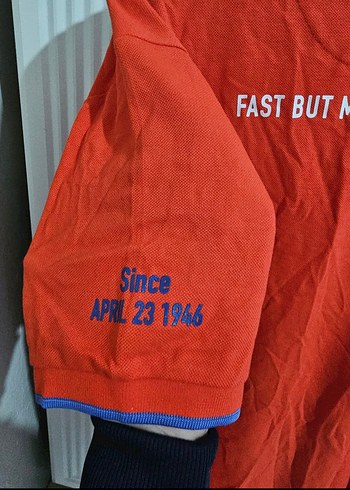 FAST BUT
Since
APRIL 23 1946